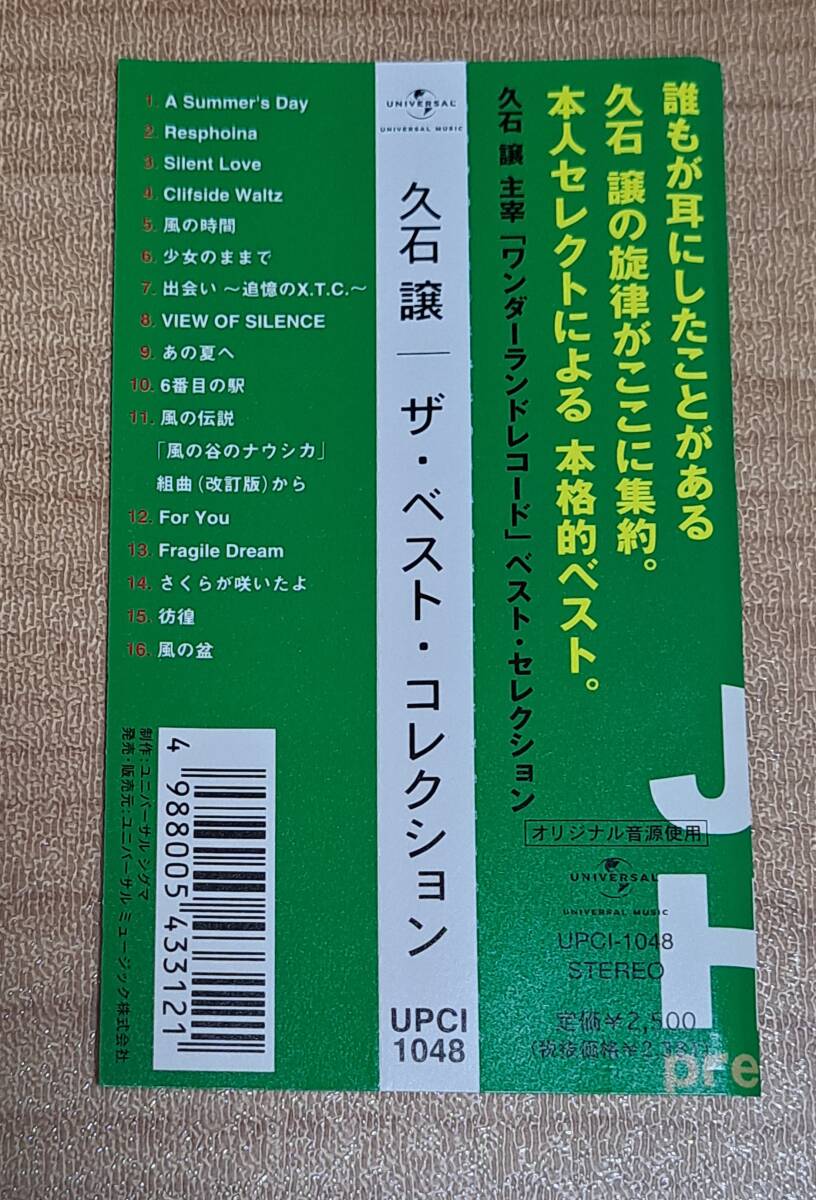 誰もが耳にしたことがある
久石 譲の旋律がここに集約。
本人セレクトによる 本格的ベスト。
久石 譲 主宰 「ワンダーランドレコード」 ベスト・セレクション
オリジナル音源使用
UNIVERSAL
UNIVERSAL MUSIC
UPCI-1048
STEREO
定価¥2,500
(税抜価格¥2,381)
J
H
pre
UNIVERSAL
UNIVERSAL MUSIC
久石 譲 | ザ・ベスト・コレクション
UPCI
1048
1. A Summer's Day
2. Resphoina
3. Silent Love
4. Clifside Waltz
5. 風の時間
6. 少女のままで
7. 出会い ～追憶のX.T.C.～
8. VIEW OF SILENCE
9. あの夏へ
10. 6番目の駅
11. 風の伝説
「風の谷のナウシカ」
組曲 (改訂版) から
12. For You
13. Fragile Dream
14. さくらが咲いたよ
15. 彷徨
16. 風の盆
制作:ユニバーサル シグマ
発売・販売元:ユニバーサル ミュージック株式会社
4 988005 433121